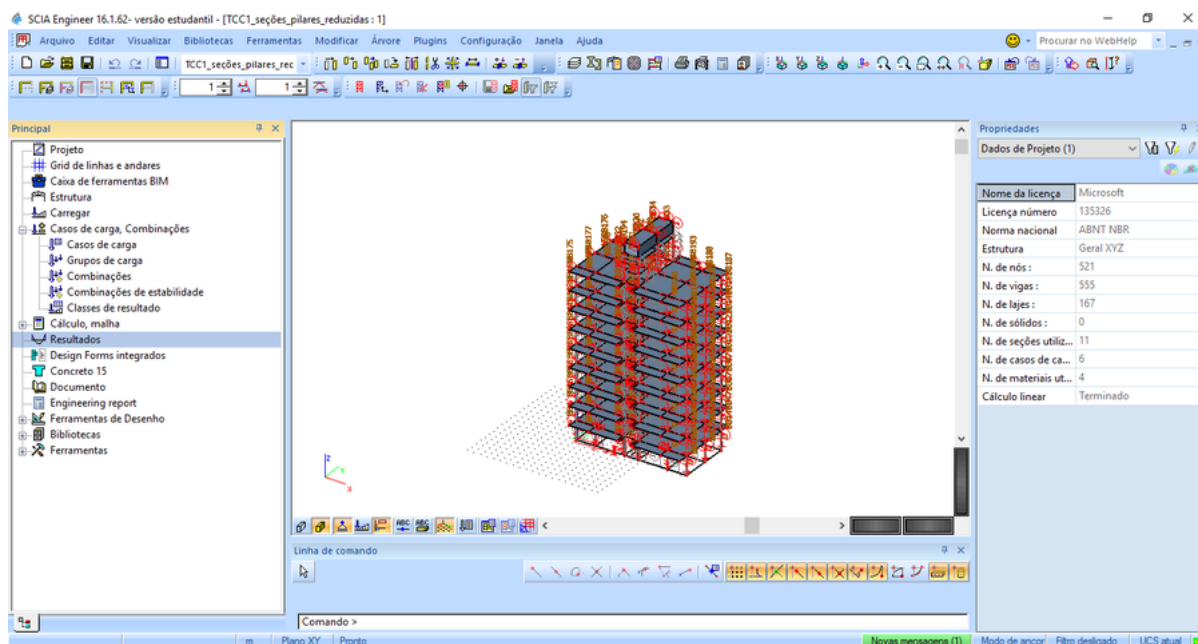 SCIA Engineer 16.1.62- versão estudantil - [TCC1_seções_pilares_reduzidas : 1]
Arquivo Editar Visualizar Bibliotecas Ferramentas Modificar Árvore Plugins Configuração Janela Ajuda
Procurar no WebHelp
TCC1_seções_pilares_rec
1 1
Principal
Projeto
Grid de linhas e andares
Caixa de ferramentas BIM
Estrutura
Carregar
Casos de carga, Combinações
Casos de carga
Grupos de carga
Combinações
Combinações de estabilidade
Classes de resultado
Cálculo, malha
Resultados
Design Forms integrados
Concreto 15
Documento
Engineering report
Ferramentas de Desenho
Bibliotecas
Ferramentas
z
Y
x
Linha de comando
Comando >
Propriedades
Dados de Projeto (1)
Nome da licença Microsoft
Licença número 135326
Norma nacional ABNT NBR
Estrutura Geral XYZ
N. de nós : 521
N. de vigas : 555
N. de lajes : 167
N. de sólidos : 0
N. de seções utiliz... 11
N. de casos de ca... 6
N. de materiais ut... 4
Cálculo linear Terminado
m Plano XY Pronto Novas mensagens (1) Modo de ancor Filtro desligado UCS atual